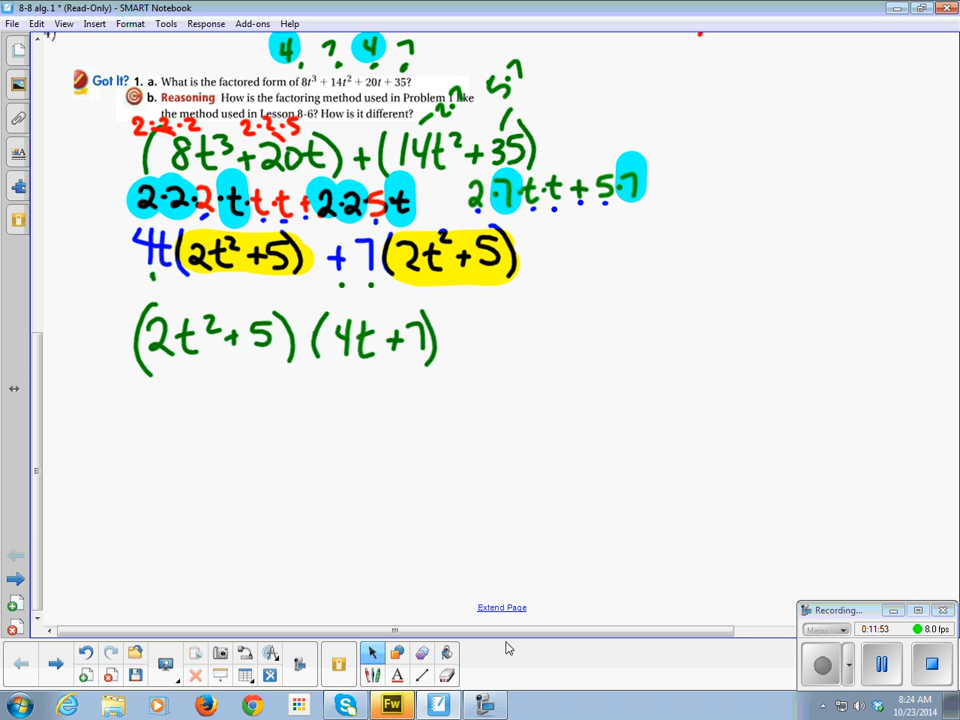 8-8 alg.1 * (Read-Only) - SMART Notebook
File Edit View Insert Format Tools Response Add-ons Help
4 7 4 7
Got It? 1. a. What is the factored form of 8t³ + 14t² + 20t + 35?
b. Reasoning How is the factoring method used in Problem 1 like
the method used in Lesson 8-6? How is it different?
2·7 5·7
2·2·2 2·2·5
(8t³+20t) + (14t²+35)
2·2·2·t·t·t+2·2·5·t 2·7·t·t+5·7
4t(2t²+5) +7(2t²+5)
(2t²+5)(4t+7)
Extend Page
Recording...
Menu 0:11:53 8.0 fps
Fw
8:24 AM
10/23/2014